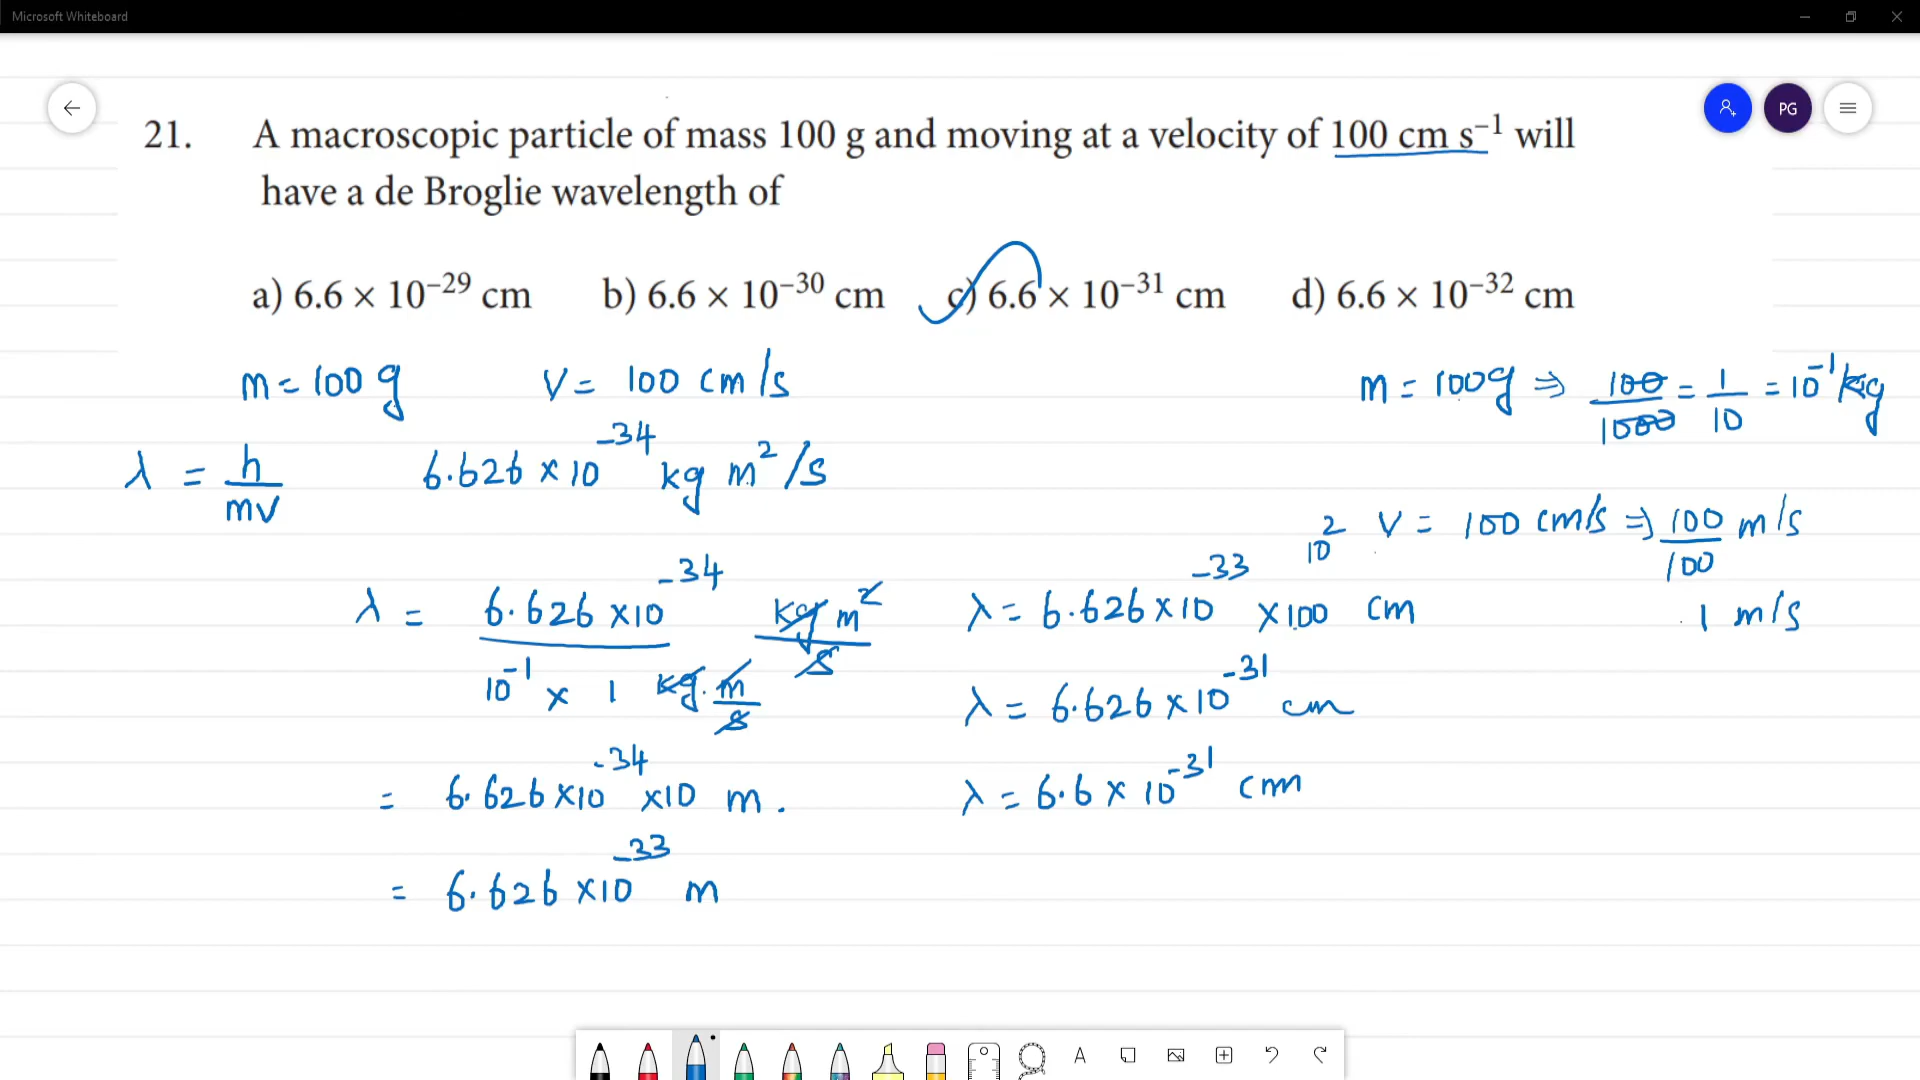 Microsoft Whiteboard
PG
21. A macroscopic particle of mass 100 g and moving at a velocity of 100 cm s⁻¹ will
have a de Broglie wavelength of
a) 6.6 × 10⁻²⁹ cm b) 6.6 × 10⁻³⁰ cm c) 6.6 × 10⁻³¹ cm d) 6.6 × 10⁻³² cm
m = 100 g V = 100 cm/s
λ = h/mv 6.626 × 10⁻³⁴ kg m²/s
λ = 6.626 × 10⁻³⁴ kg m² / s
10⁻¹ × 1 kg. m/s
= 6.626 × 10⁻³⁴ × 10 m.
= 6.626 × 10⁻³³ m
10²
λ = 6.626 × 10⁻³³ × 100 cm
λ = 6.626 × 10⁻³¹ cm
λ = 6.6 × 10⁻³¹ cm
m = 100g ⇒ 100/1000 = 1/10 = 10⁻¹ kg
V = 100 cm/s ⇒ 100/100 m/s
1 m/s
A